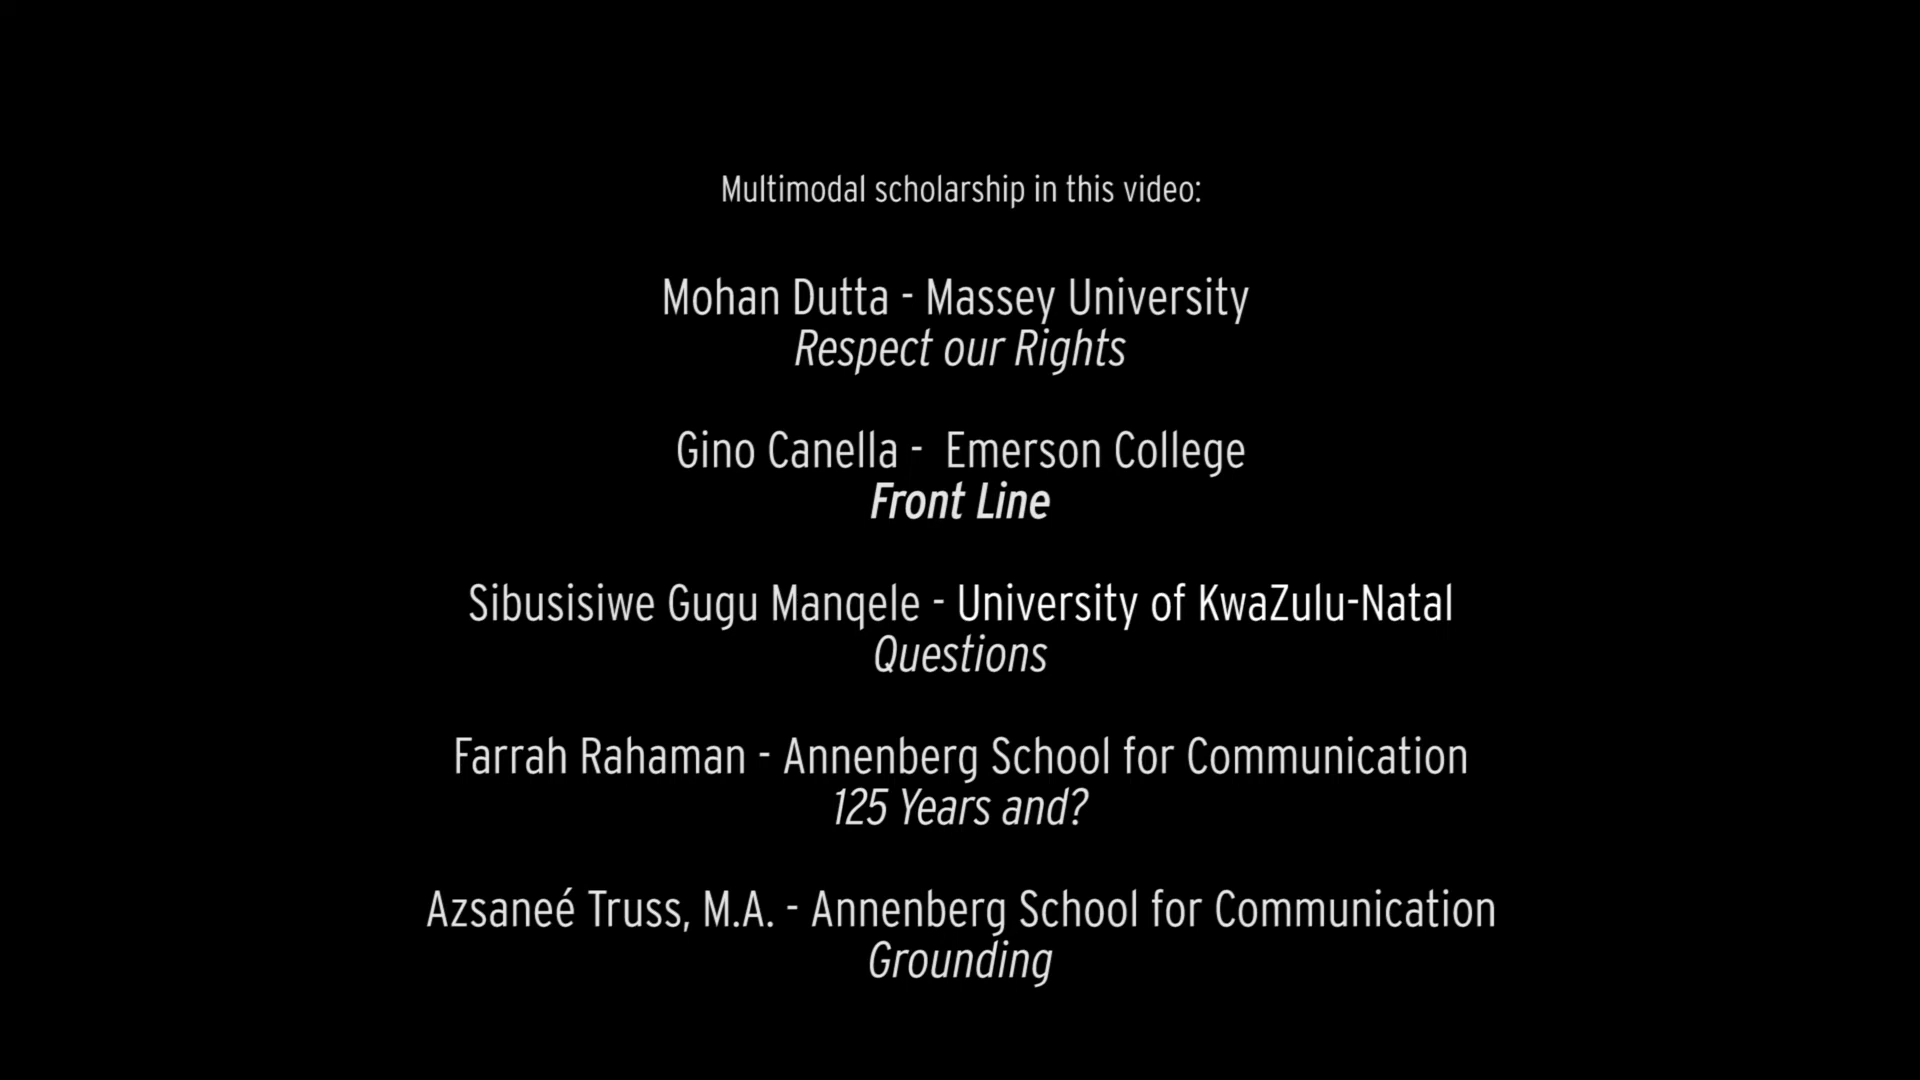 Multimodal scholarship in this video:
Mohan Dutta - Massey University
Respect our Rights
Gino Canella -  Emerson College
Front Line
Sibusisiwe Gugu Manqele - University of KwaZulu-Natal
Questions
Farrah Rahaman - Annenberg School for Communication
125 Years and?
Azsaneé Truss, M.A. - Annenberg School for Communication
Grounding